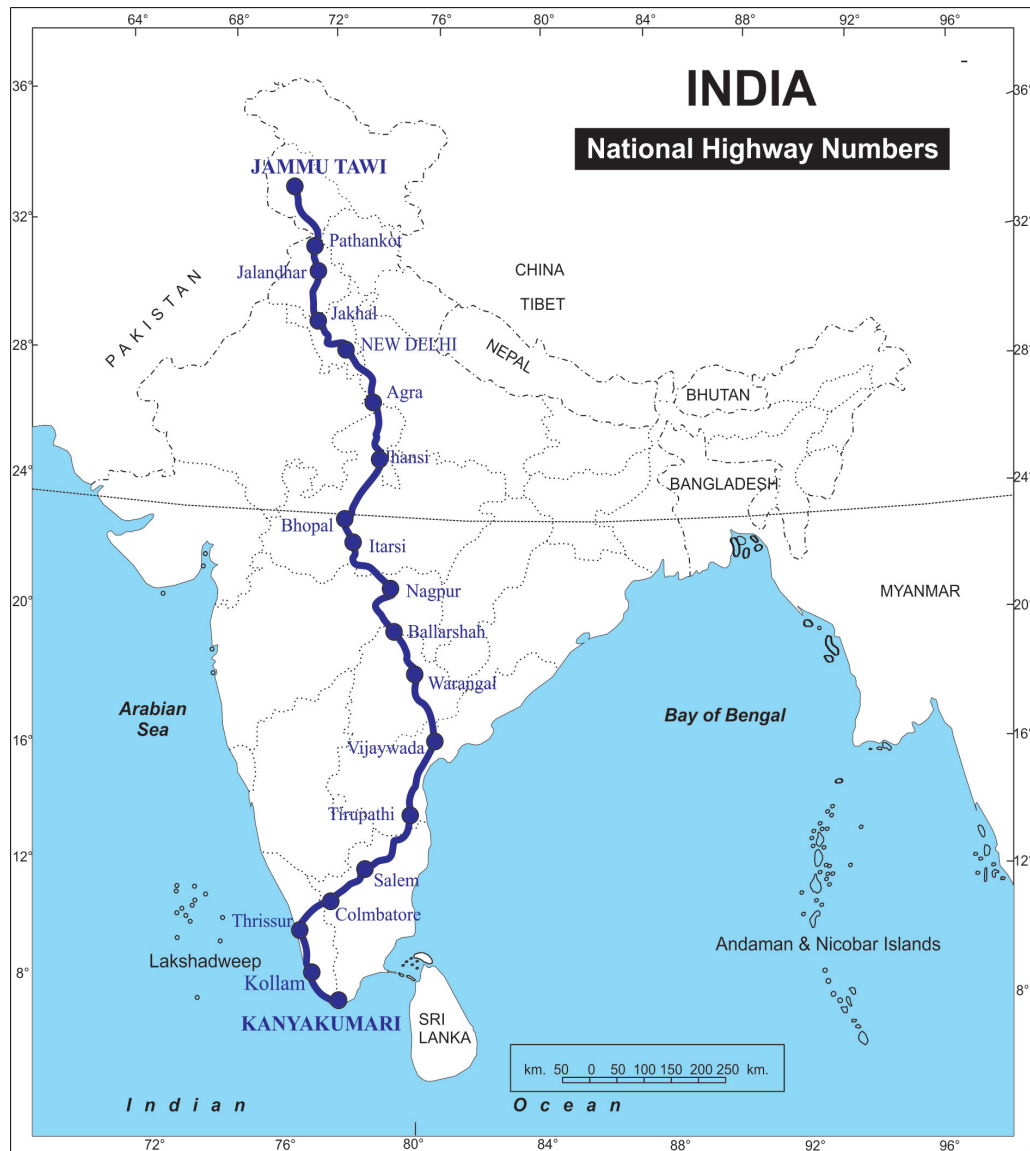 64°
68°
72°
76°
80°
84°
88°
92°
96°
INDIA
National Highway Numbers
36°
36°
JAMMU TAWI
32°
32°
Pathankot
Jalandhar
CHINA
TIBET
PAKISTAN
Jakhal
28°
28°
NEW DELHI
NEPAL
Agra
BHUTAN
Jhansi
24°
24°
BANGLADESH
Bhopal
Itarsi
Nagpur
MYANMAR
20°
20°
Ballarshah
Warangal
Arabian
Sea
Bay of Bengal
16°
16°
Vijaywada
Tirupathi
12°
12°
Salem
Colmbatore
Thrissur
Andaman & Nicobar Islands
Lakshadweep
8°
8°
Kollam
KANYAKUMARI
SRI
LANKA
km. 50 0 50 100 150 200 250 km.
Indian Ocean
72°
76°
80°
84°
88°
92°
96°